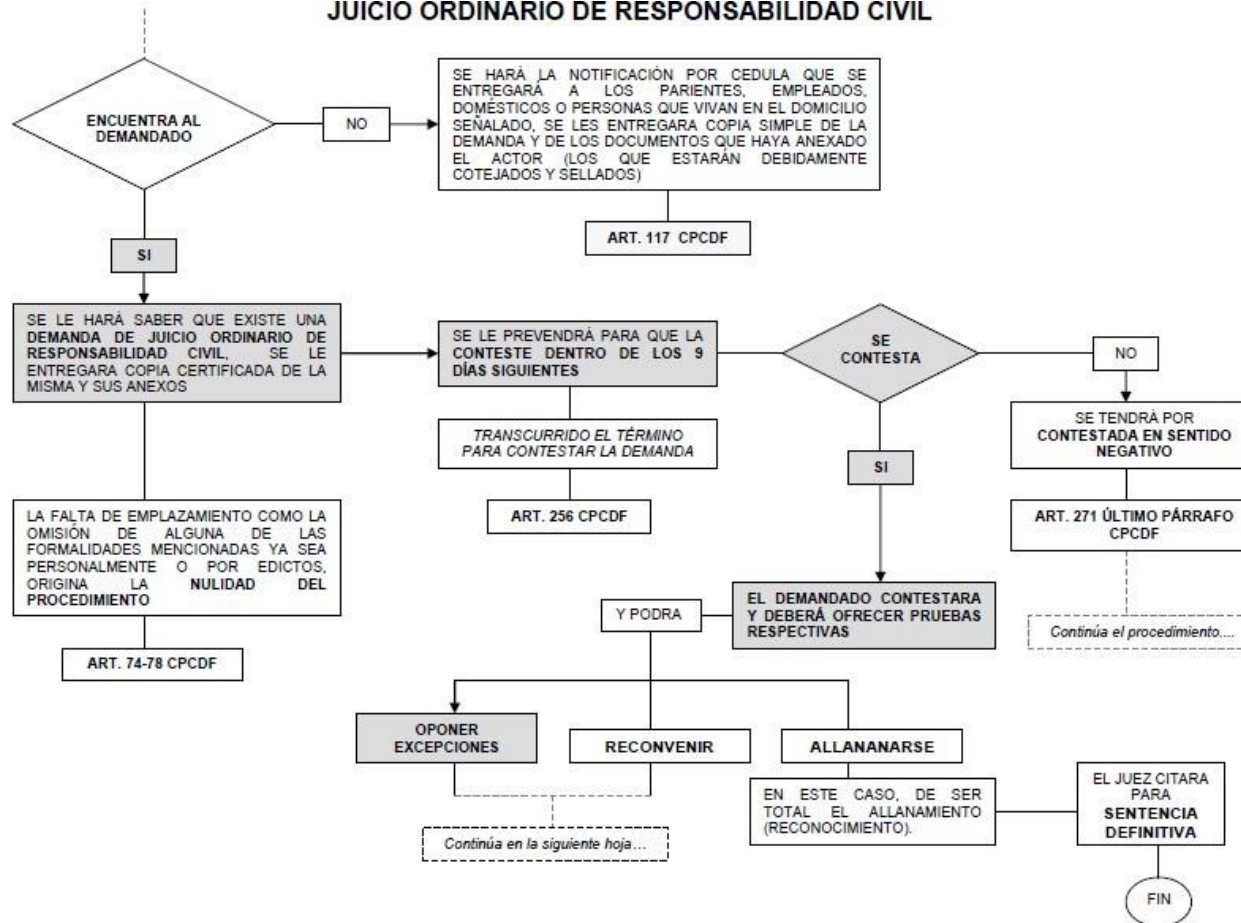 JUICIO ORDINARIO DE RESPONSABILIDAD CIVIL
ENCUENTRA AL
DEMANDADO
NO
SE HARÁ LA NOTIFICACIÓN POR CEDULA QUE SE
ENTREGARÁ A LOS PARIENTES, EMPLEADOS,
DOMÉSTICOS O PERSONAS QUE VIVAN EN EL DOMICILIO
SEÑALADO, SE LES ENTREGARA COPIA SIMPLE DE LA
DEMANDA Y DE LOS DOCUMENTOS QUE HAYA ANEXADO
EL ACTOR (LOS QUE ESTARÁN DEBIDAMENTE
COTEJADOS Y SELLADOS)
ART. 117 CPCDF
SI
SE LE HARÁ SABER QUE EXISTE UNA
DEMANDA DE JUICIO ORDINARIO DE
RESPONSABILIDAD CIVIL, SE LE
ENTREGARA COPIA CERTIFICADA DE LA
MISMA Y SUS ANEXOS
SE LE PREVENDRÁ PARA QUE LA
CONTESTE DENTRO DE LOS 9
DÍAS SIGUIENTES
SE
CONTESTA
NO
SE TENDRÁ POR
CONTESTADA EN SENTIDO
NEGATIVO
TRANSCURRIDO EL TÉRMINO
PARA CONTESTAR LA DEMANDA
SI
ART. 256 CPCDF
ART. 271 ÚLTIMO PÁRRAFO
CPCDF
LA FALTA DE EMPLAZAMIENTO COMO LA
OMISIÓN DE ALGUNA DE LAS
FORMALIDADES MENCIONADAS YA SEA
PERSONALMENTE O POR EDICTOS,
ORIGINA LA NULIDAD DEL
PROCEDIMIENTO
ART. 74-78 CPCDF
Y PODRA
EL DEMANDADO CONTESTARA
Y DEBERÁ OFRECER PRUEBAS
RESPECTIVAS
Continúa el procedimiento....
OPONER
EXCEPCIONES
RECONVENIR
ALLANANARSE
EN ESTE CASO, DE SER
TOTAL EL ALLANAMIENTO
(RECONOCIMIENTO).
EL JUEZ CITARA
PARA
SENTENCIA
DEFINITIVA
Continúa en la siguiente hoja…
FIN